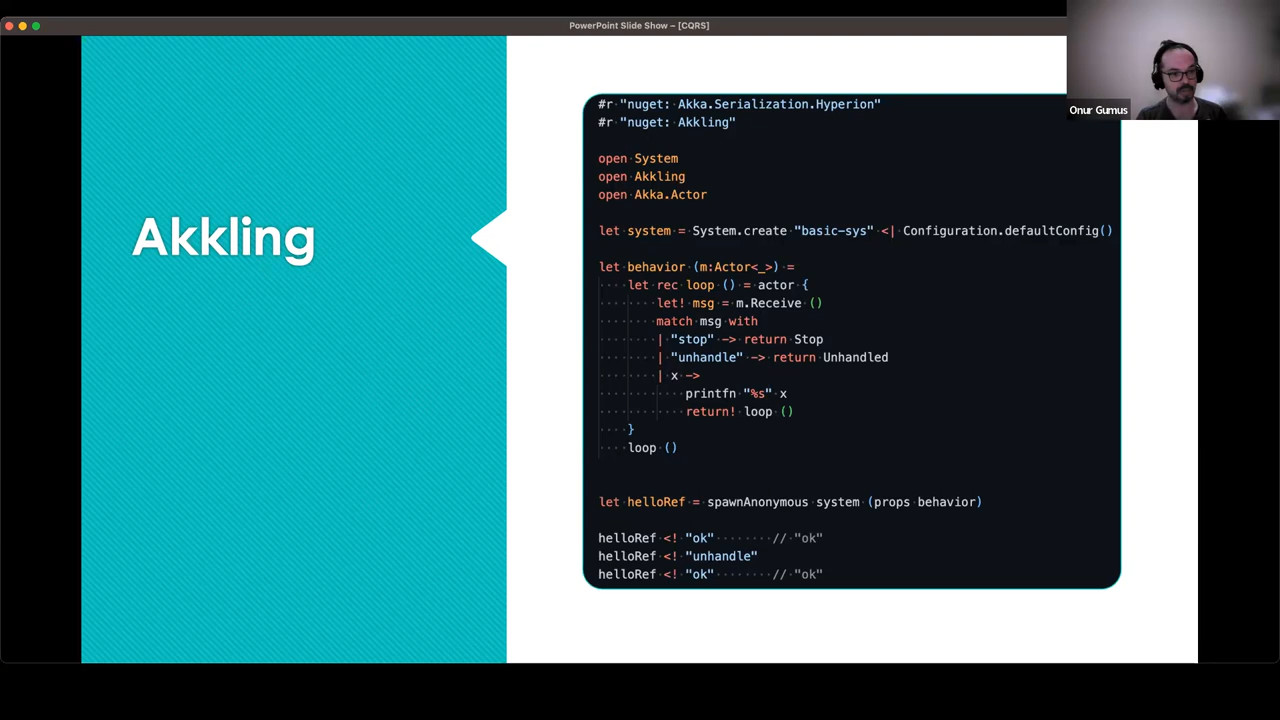 PowerPoint Slide Show – [CQRS]
Onur Gumus
Akkling
#r "nuget: Akka.Serialization.Hyperion"
#r "nuget: Akkling"
open System
open Akkling
open Akka.Actor
let system = System.create "basic-sys" <| Configuration.defaultConfig()
let behavior (m:Actor<_>) =
let rec loop () = actor {
let! msg = m.Receive ()
match msg with
| "stop" -> return Stop
| "unhandle" -> return Unhandled
| x ->
printfn "%s" x
return! loop ()
}
loop ()
let helloRef = spawnAnonymous system (props behavior)
helloRef <! "ok" // "ok"
helloRef <! "unhandle"
helloRef <! "ok" // "ok"